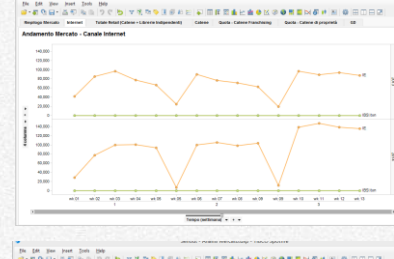 File Edit View Insert Tools Help
Riepilogo Mercato Internet Totale Retail (Catene + Librerie Indipendenti) Catene Quota - Catene Franchising Quota - Catene di proprietà GD
Andamento Mercato - Canale Internet
140.000
120.000
100.000
80.000
60.000
40.000
20.000
0
140.000
120.000
100.000
80.000
60.000
40.000
20.000
0
wk 01 wk 02 wk 03 wk 04 wk 05 wk 06 wk 07 wk 08 wk 09 wk 10 wk 11 wk 12 wk 13
1 2 3
Tempo (settimana)
File Edit View Insert Tools Help